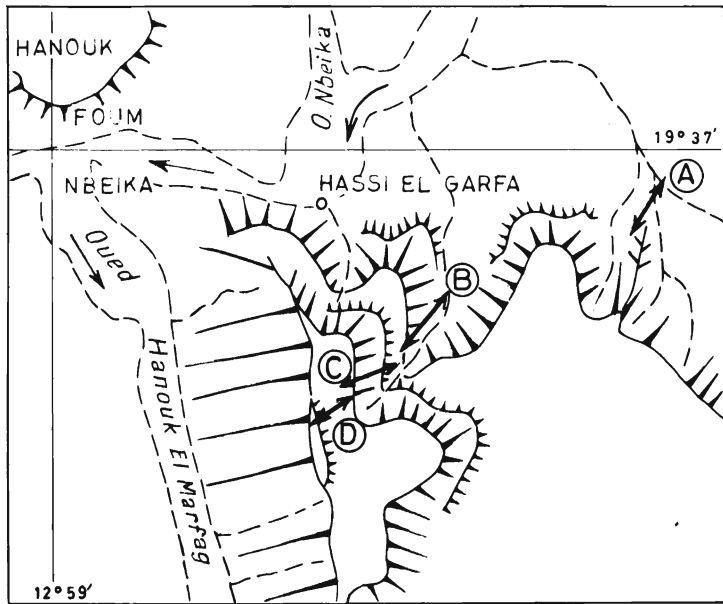 HANOUK
O. Nbeika
FOUM
19° 37'
NBEIKA
HASSI EL GARFA
A
Oued
B
Hanouk El Marfag
C
D
12° 59'